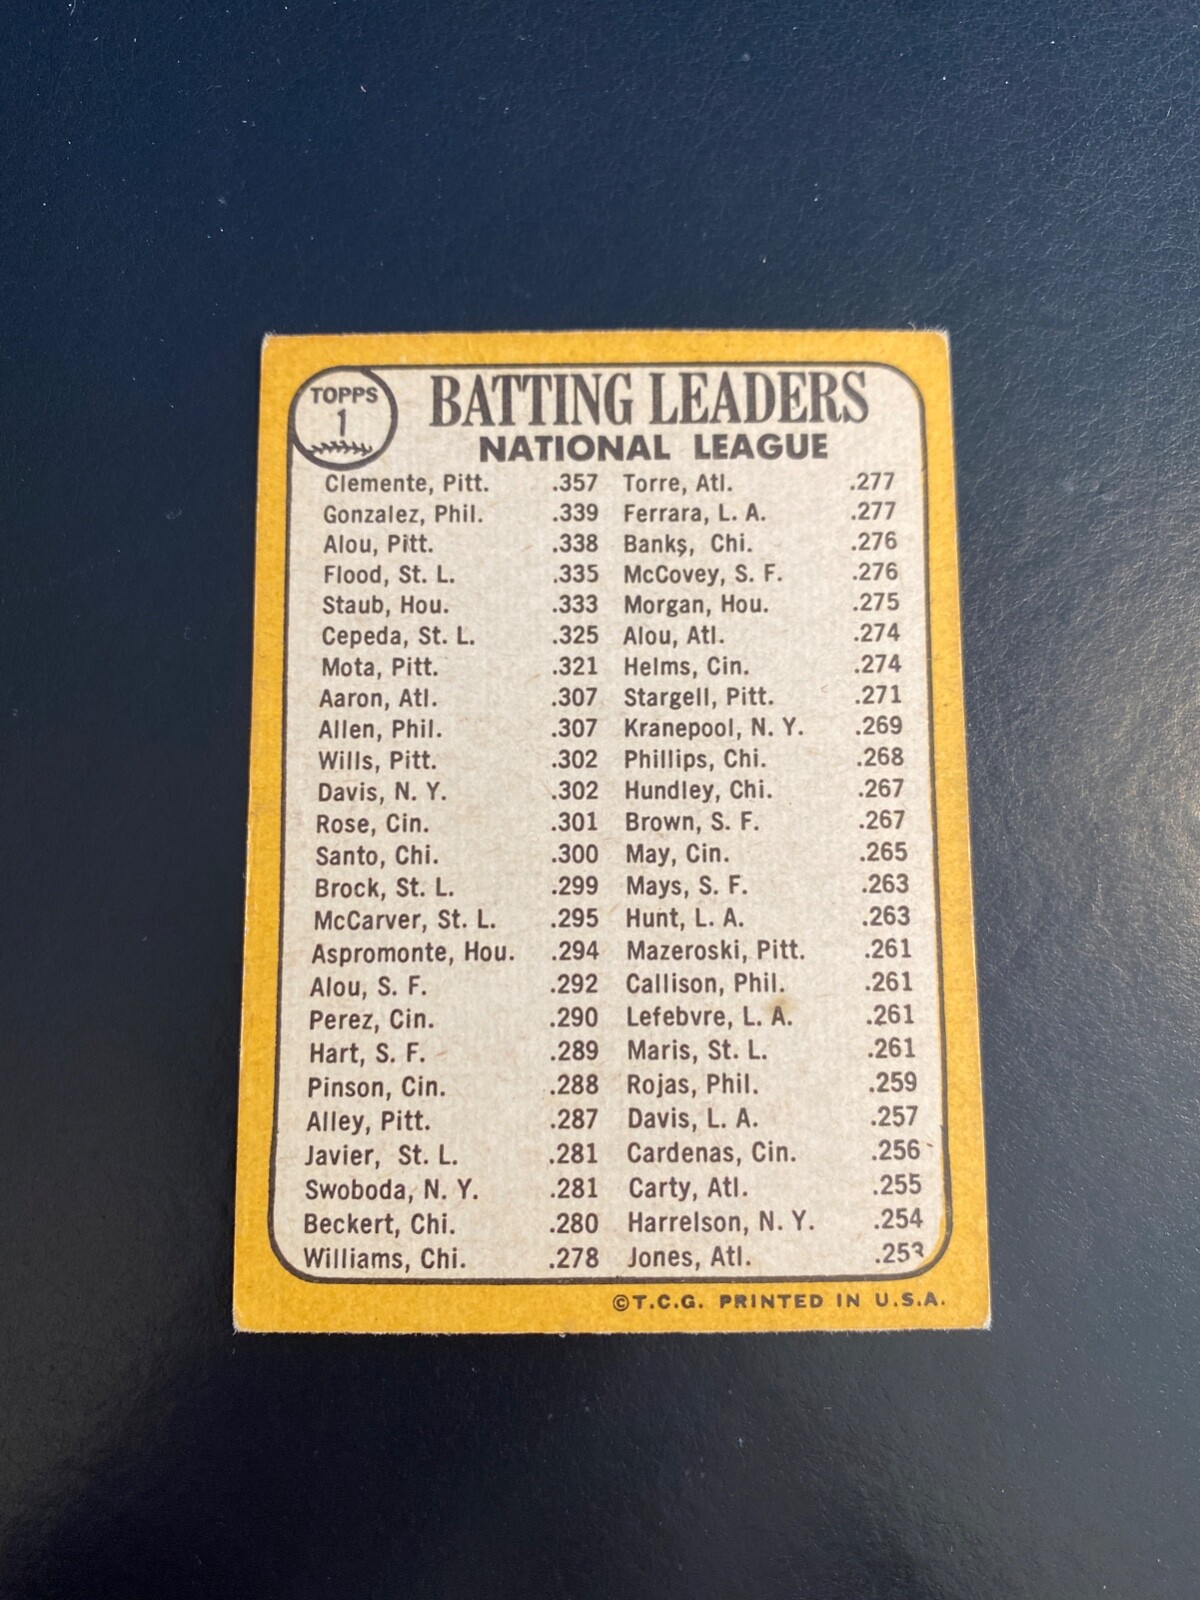 TOPPS
1
BATTING LEADERS
NATIONAL LEAGUE
Clemente, Pitt. .357 Torre, Atl. .277
Gonzalez, Phil. .339 Ferrara, L. A. .277
Alou, Pitt. .338 Banks, Chi. .276
Flood, St. L. .335 McCovey, S. F. .276
Staub, Hou. .333 Morgan, Hou. .275
Cepeda, St. L. .325 Alou, Atl. .274
Mota, Pitt. .321 Helms, Cin. .274
Aaron, Atl. .307 Stargell, Pitt. .271
Allen, Phil. .307 Kranepool, N. Y. .269
Wills, Pitt. .302 Phillips, Chi. .268
Davis, N. Y. .302 Hundley, Chi. .267
Rose, Cin. .301 Brown, S. F. .267
Santo, Chi. .300 May, Cin. .265
Brock, St. L. .299 Mays, S. F. .263
McCarver, St. L. .295 Hunt, L. A. .263
Aspromonte, Hou. .294 Mazeroski, Pitt. .261
Alou, S. F. .292 Callison, Phil. .261
Perez, Cin. .290 Lefebvre, L. A. .261
Hart, S. F. .289 Maris, St. L. .261
Pinson, Cin. .288 Rojas, Phil. .259
Alley, Pitt. .287 Davis, L. A. .257
Javier, St. L. .281 Cardenas, Cin. .256
Swoboda, N. Y. .281 Carty, Atl. .255
Beckert, Chi. .280 Harrelson, N. Y. .254
Williams, Chi. .278 Jones, Atl. .253
©T.C.G. PRINTED IN U.S.A.